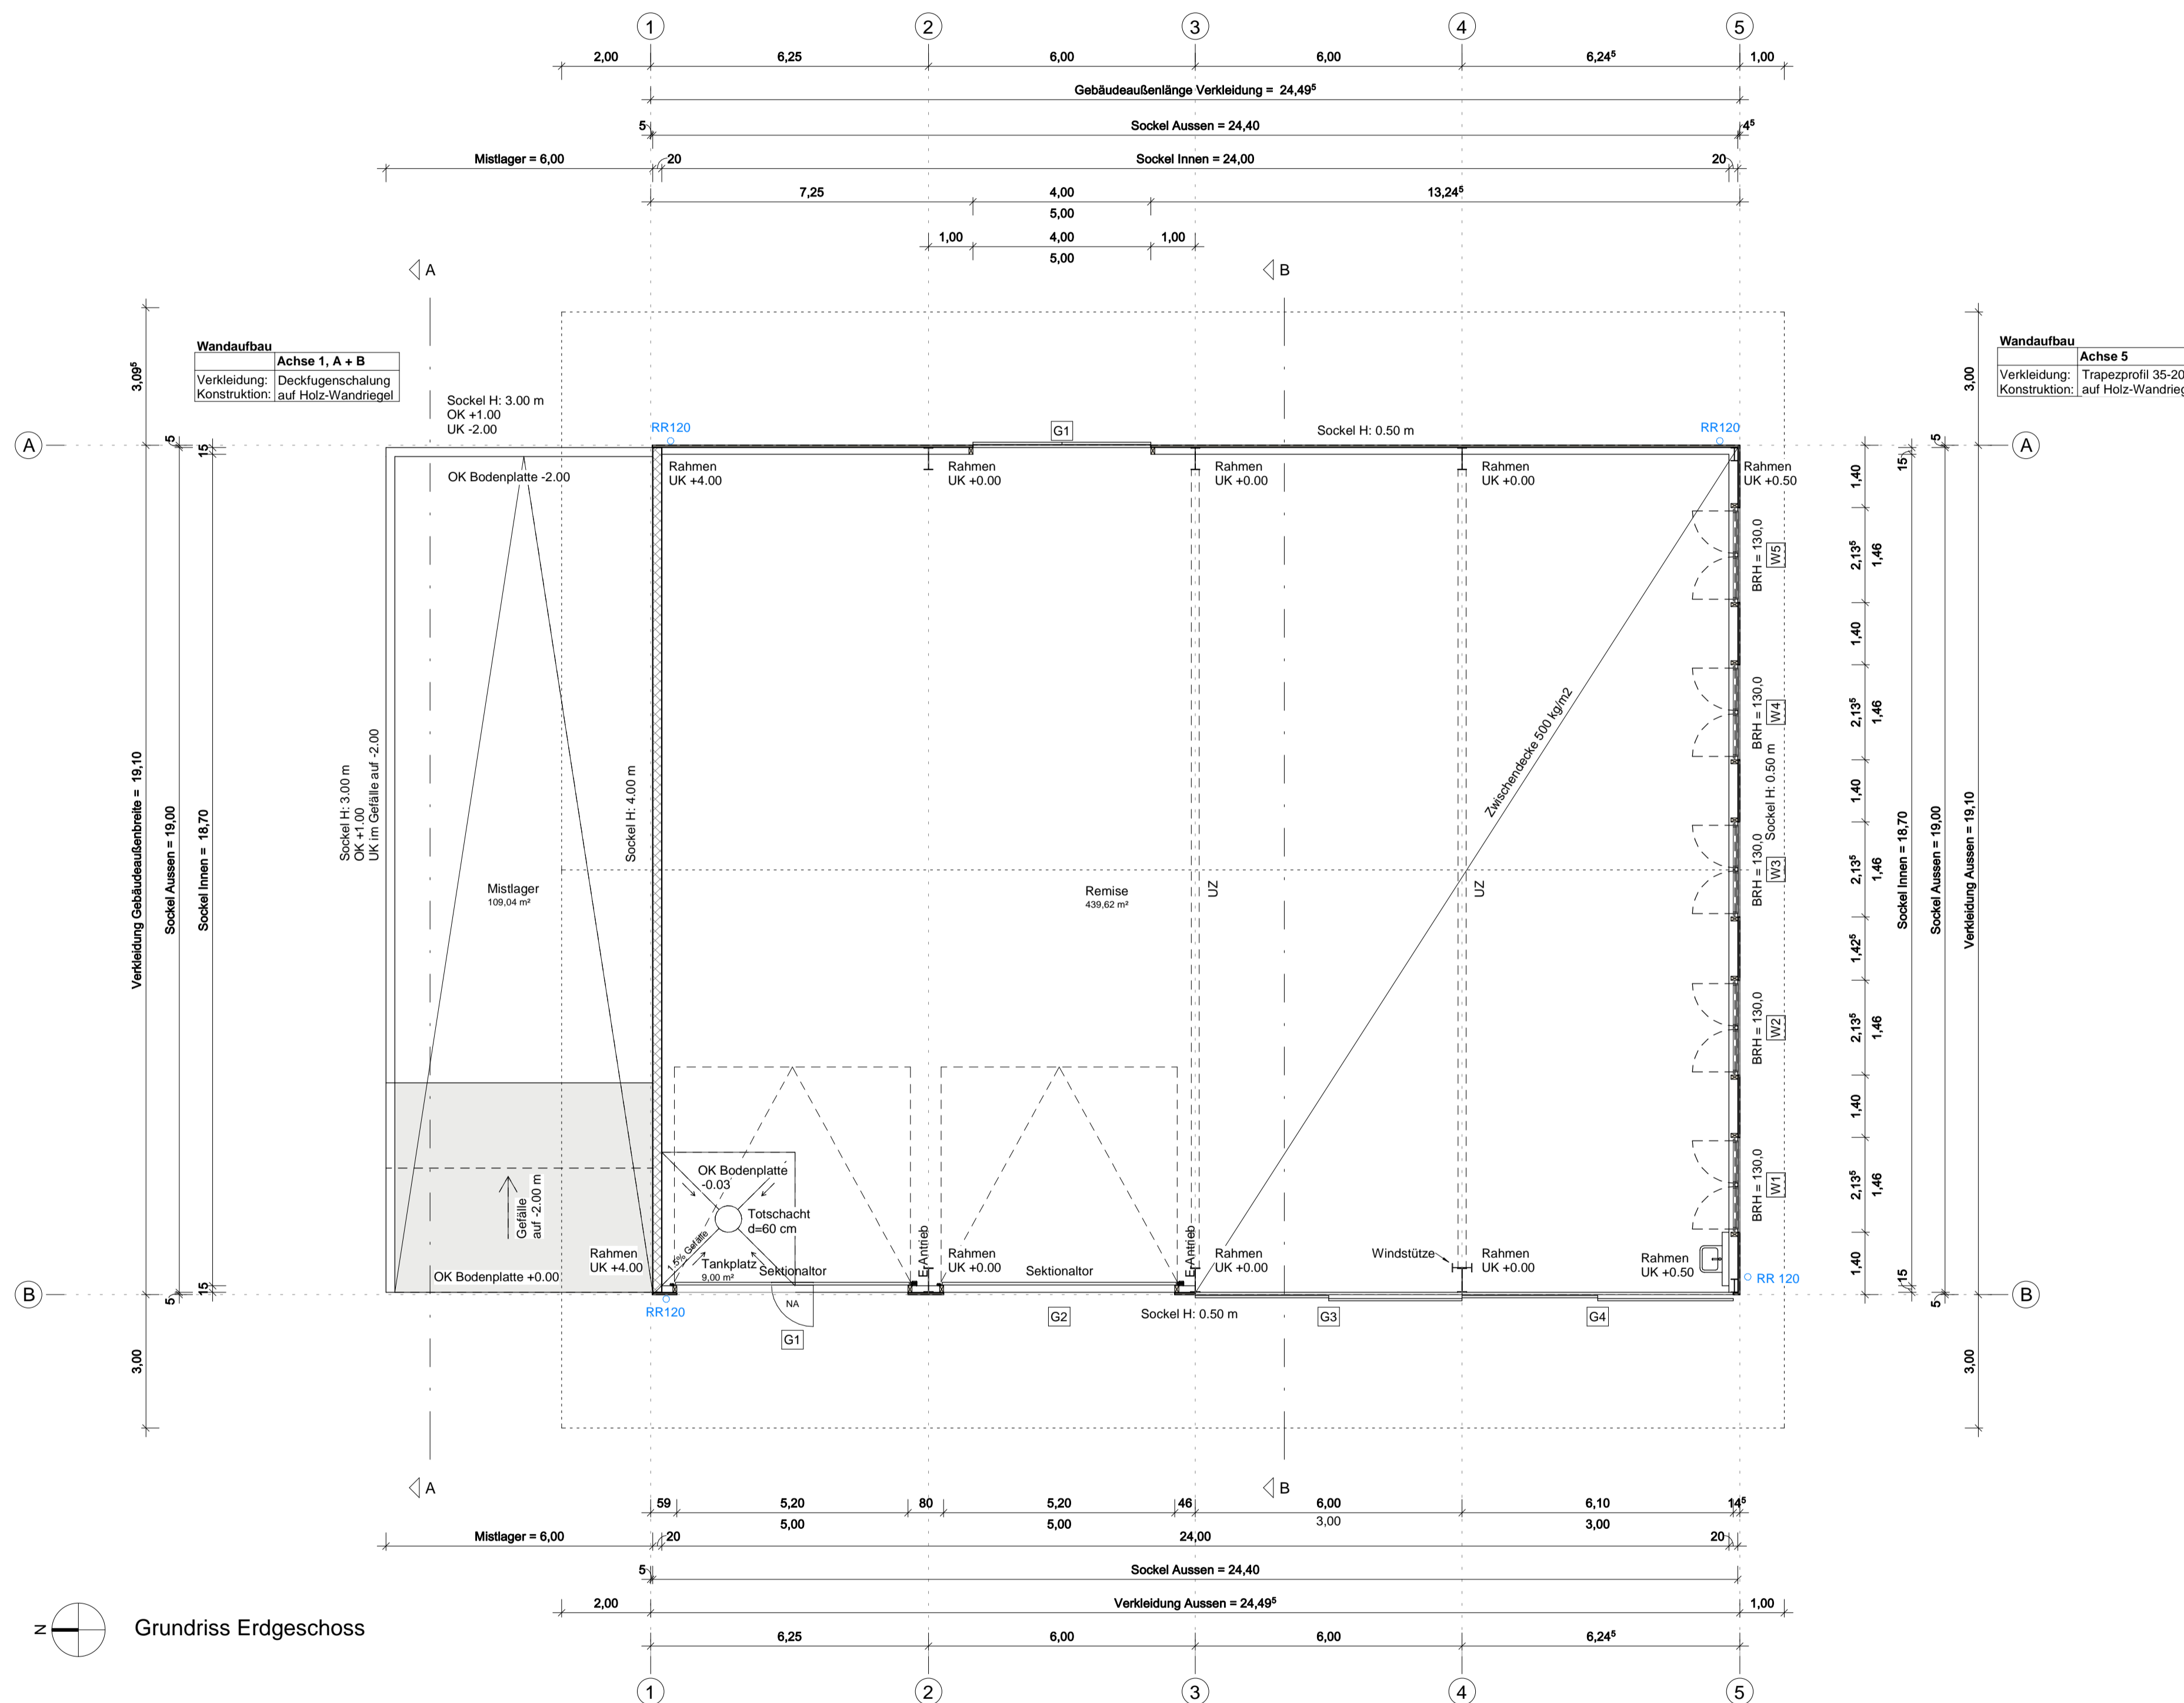 1 2 3 4 5
2,00 6,25 6,00 6,00 6,24⁵ 1,00
Gebäudeaußenlänge Verkleidung = 24,49⁵
5 Sockel Aussen = 24,40 4⁵
Mistlager = 6,00 20 Sockel Innen = 24,00 20
7,25 4,00 13,24⁵
5,00
1,00 4,00 1,00
5,00
A B
Wandaufbau
Achse 1, A + B
Verkleidung: Deckfugenschalung
Konstruktion: auf Holz-Wandriegel
Wandaufbau
Achse 5
Verkleidung: Trapezprofil 35-20
Konstruktion: auf Holz-Wandrieg
3,09⁵
3,00
Sockel H: 3.00 m
OK +1.00
UK -2.00
RR120
G1
Sockel H: 0.50 m
RR120
A
5
15
15
5
A
OK Bodenplatte -2.00
Rahmen
UK +4.00
Rahmen
UK +0.00
Rahmen
UK +0.00
Rahmen
UK +0.00
Rahmen
UK +0.50
Verkleidung Gebäudeaußenbreite = 19,10
Sockel Aussen = 19,00
Sockel Innen = 18,70
Sockel H: 3.00 m
OK +1.00
UK im Gefälle auf -2.00
Sockel H: 4.00 m
Mistlager
109,04 m²
Remise
439,62 m²
UZ
UZ
Zwischendecke 500 kg/m2
BRH = 130,0
W5
BRH = 130,0
W4
Sockel H: 0.50 m
BRH = 130,0
W3
BRH = 130,0
W2
BRH = 130,0
W1
1,40
2,13⁵
1,46
1,40
2,13⁵
1,46
1,40
2,13⁵
1,46
1,42⁵
2,13⁵
1,46
1,40
2,13⁵
1,46
1,40
Sockel Innen = 18,70
Sockel Aussen = 19,00
Verkleidung Aussen = 19,10
Gefälle
auf -2.00 m
OK Bodenplatte +0.00
Rahmen
UK +4.00
OK Bodenplatte
-0.03
Totschacht
d=60 cm
1,5% Gefälle
Tankplatz
9,00 m²
Sektionaltor
E-Antrieb
Rahmen
UK +0.00
Sektionaltor
E-Antrieb
Rahmen
UK +0.00
Windstütze
Rahmen
UK +0.00
Rahmen
UK +0.50
RR 120
B
5
15
15
5
B
RR120
NA
G1
G2
Sockel H: 0.50 m
G3
G4
3,00
3,00
A B
59 5,20 80 5,20 46 6,00 6,10 14⁵
5,00 5,00 3,00 3,00
Mistlager = 6,00 20 24,00 20
5 Sockel Aussen = 24,40
2,00 Verkleidung Aussen = 24,49⁵ 1,00
6,25 6,00 6,00 6,24⁵
N
Grundriss Erdgeschoss
1 2 3 4 5